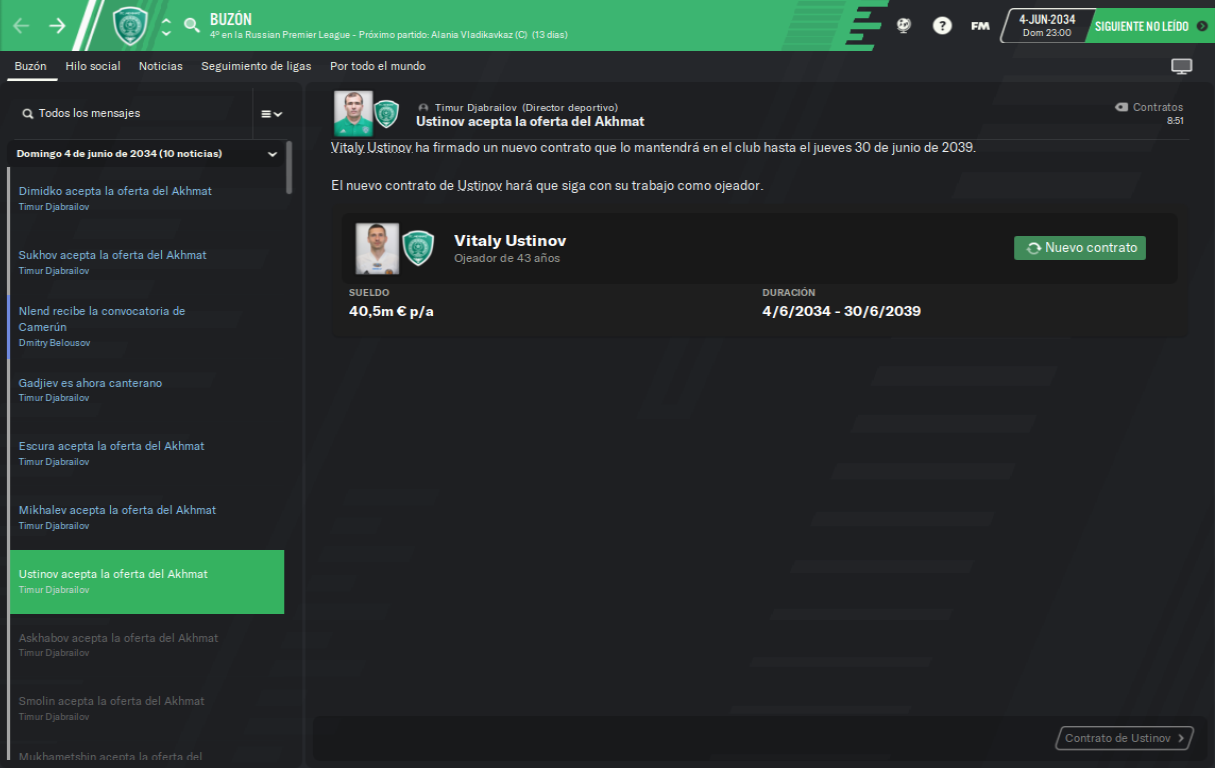 BUZÓN
4º en la Russian Premier League - Próximo partido: Alania Vladikavkaz (C) (13 días)
?
FM
4-JUN-2034
Dom 23:00
SIGUIENTE NO LEÍDO
Buzón
Hilo social
Noticias
Seguimiento de ligas
Por todo el mundo
Todos los mensajes
Domingo 4 de junio de 2034 (10 noticias)
Dimidko acepta la oferta del Akhmat
Timur Djabrailov
Sukhov acepta la oferta del Akhmat
Timur Djabrailov
Nlend recibe la convocatoria de
Camerún
Dmitry Belousov
Gadjiev es ahora canterano
Timur Djabrailov
Escura acepta la oferta del Akhmat
Timur Djabrailov
Mikhalev acepta la oferta del Akhmat
Timur Djabrailov
Ustinov acepta la oferta del Akhmat
Timur Djabrailov
Askhabov acepta la oferta del Akhmat
Timur Djabrailov
Smolin acepta la oferta del Akhmat
Timur Djabrailov
Mukhametshin acepta la oferta del
Timur Djabrailov (Director deportivo)
Ustinov acepta la oferta del Akhmat
Contratos
8:51
Vitaly Ustinov ha firmado un nuevo contrato que lo mantendrá en el club hasta el jueves 30 de junio de 2039.
El nuevo contrato de Ustinov hará que siga con su trabajo como ojeador.
Vitaly Ustinov
Ojeador de 43 años
Nuevo contrato
SUELDO
40,5m € p/a
DURACIÓN
4/6/2034 - 30/6/2039
Contrato de Ustinov